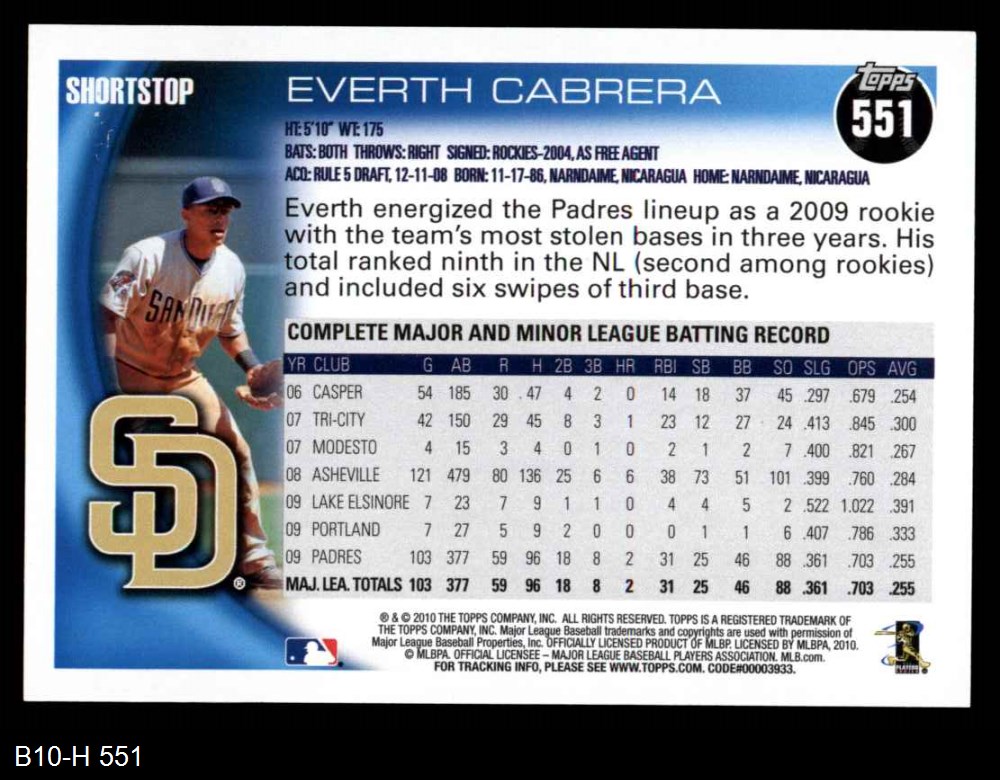 SHORTSTOP
EVERTH CABRERA
Topps
551
HT: 5'10" WT: 175
BATS: BOTH THROWS: RIGHT SIGNED: ROCKIES-2004, AS FREE AGENT
ACQ: RULE 5 DRAFT, 12-11-08 BORN: 11-17-86, NARNDAIME, NICARAGUA HOME: NARNDAIME, NICARAGUA
Everth energized the Padres lineup as a 2009 rookie
with the team's most stolen bases in three years. His
total ranked ninth in the NL (second among rookies)
and included six swipes of third base.
SAN DIEGO
SD®
COMPLETE MAJOR AND MINOR LEAGUE BATTING RECORD
YR CLUB G AB R H 2B 3B HR RBI SB BB SO SLG OPS AVG
06 CASPER 54 185 30 47 4 2 0 14 18 37 45 .297 .679 .254
07 TRI-CITY 42 150 29 45 8 3 1 23 12 27 24 .413 .845 .300
07 MODESTO 4 15 3 4 0 1 0 2 1 2 7 .400 .821 .267
08 ASHEVILLE 121 479 80 136 25 6 6 38 73 51 101 .399 .760 .284
09 LAKE ELSINORE 7 23 7 9 1 1 0 4 4 5 2 .522 1.022 .391
09 PORTLAND 7 27 5 9 2 0 0 0 1 1 6 .407 .786 .333
09 PADRES 103 377 59 96 18 8 2 31 25 46 88 .361 .703 .255
MAJ. LEA. TOTALS 103 377 59 96 18 8 2 31 25 46 88 .361 .703 .255
® & © 2010 THE TOPPS COMPANY, INC. ALL RIGHTS RESERVED. TOPPS IS A REGISTERED TRADEMARK OF
THE TOPPS COMPANY, INC. Major League Baseball trademarks and copyrights are used with permission of
Major League Baseball Properties, Inc. OFFICIALLY LICENSED PRODUCT OF MLBP. LICENSED BY MLBPA, 2010.
© MLBPA. OFFICIAL LICENSEE – MAJOR LEAGUE BASEBALL PLAYERS ASSOCIATION. MLB.com.
FOR TRACKING INFO, PLEASE SEE WWW.TOPPS.COM. CODE#00003933.
B10-H 551